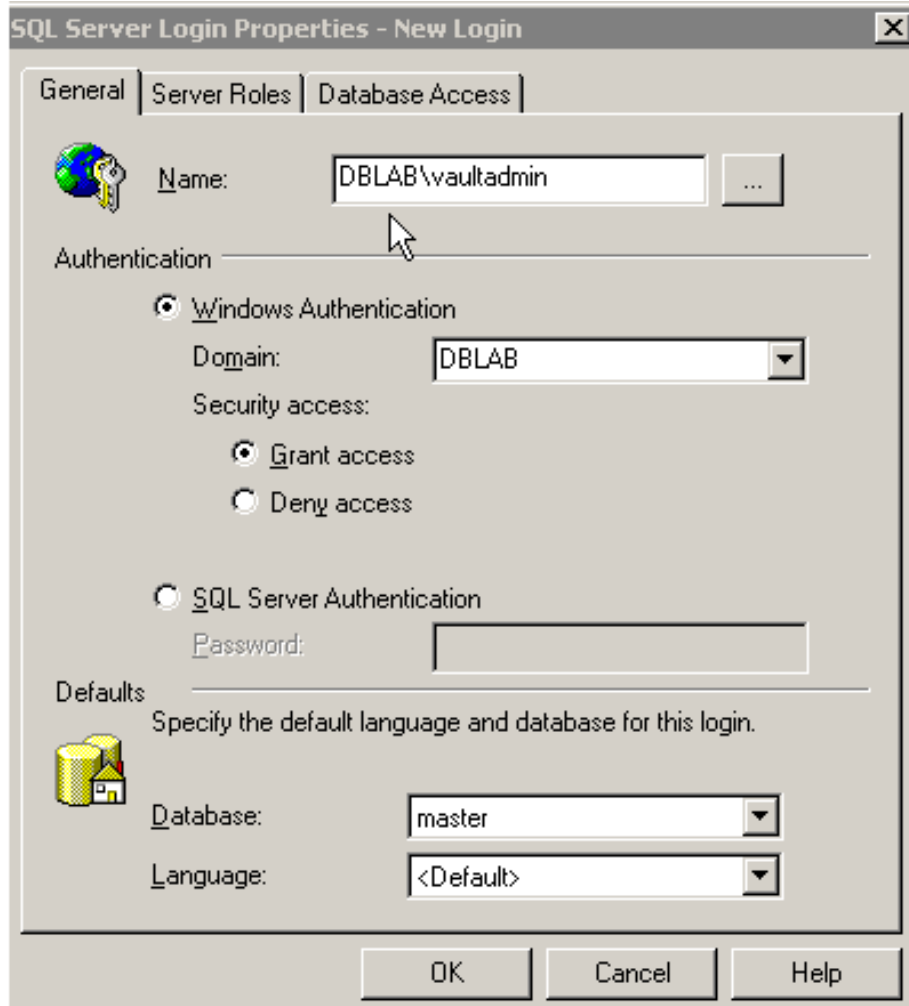 SQL Server Login Properties - New Login
General Server Roles Database Access
Name: DBLAB\vaultadmin ...
Authentication
Windows Authentication
Domain: DBLAB
Security access:
Grant access
Deny access
SQL Server Authentication
Password:
Defaults
Specify the default language and database for this login.
Database: master
Language: <Default>
OK Cancel Help